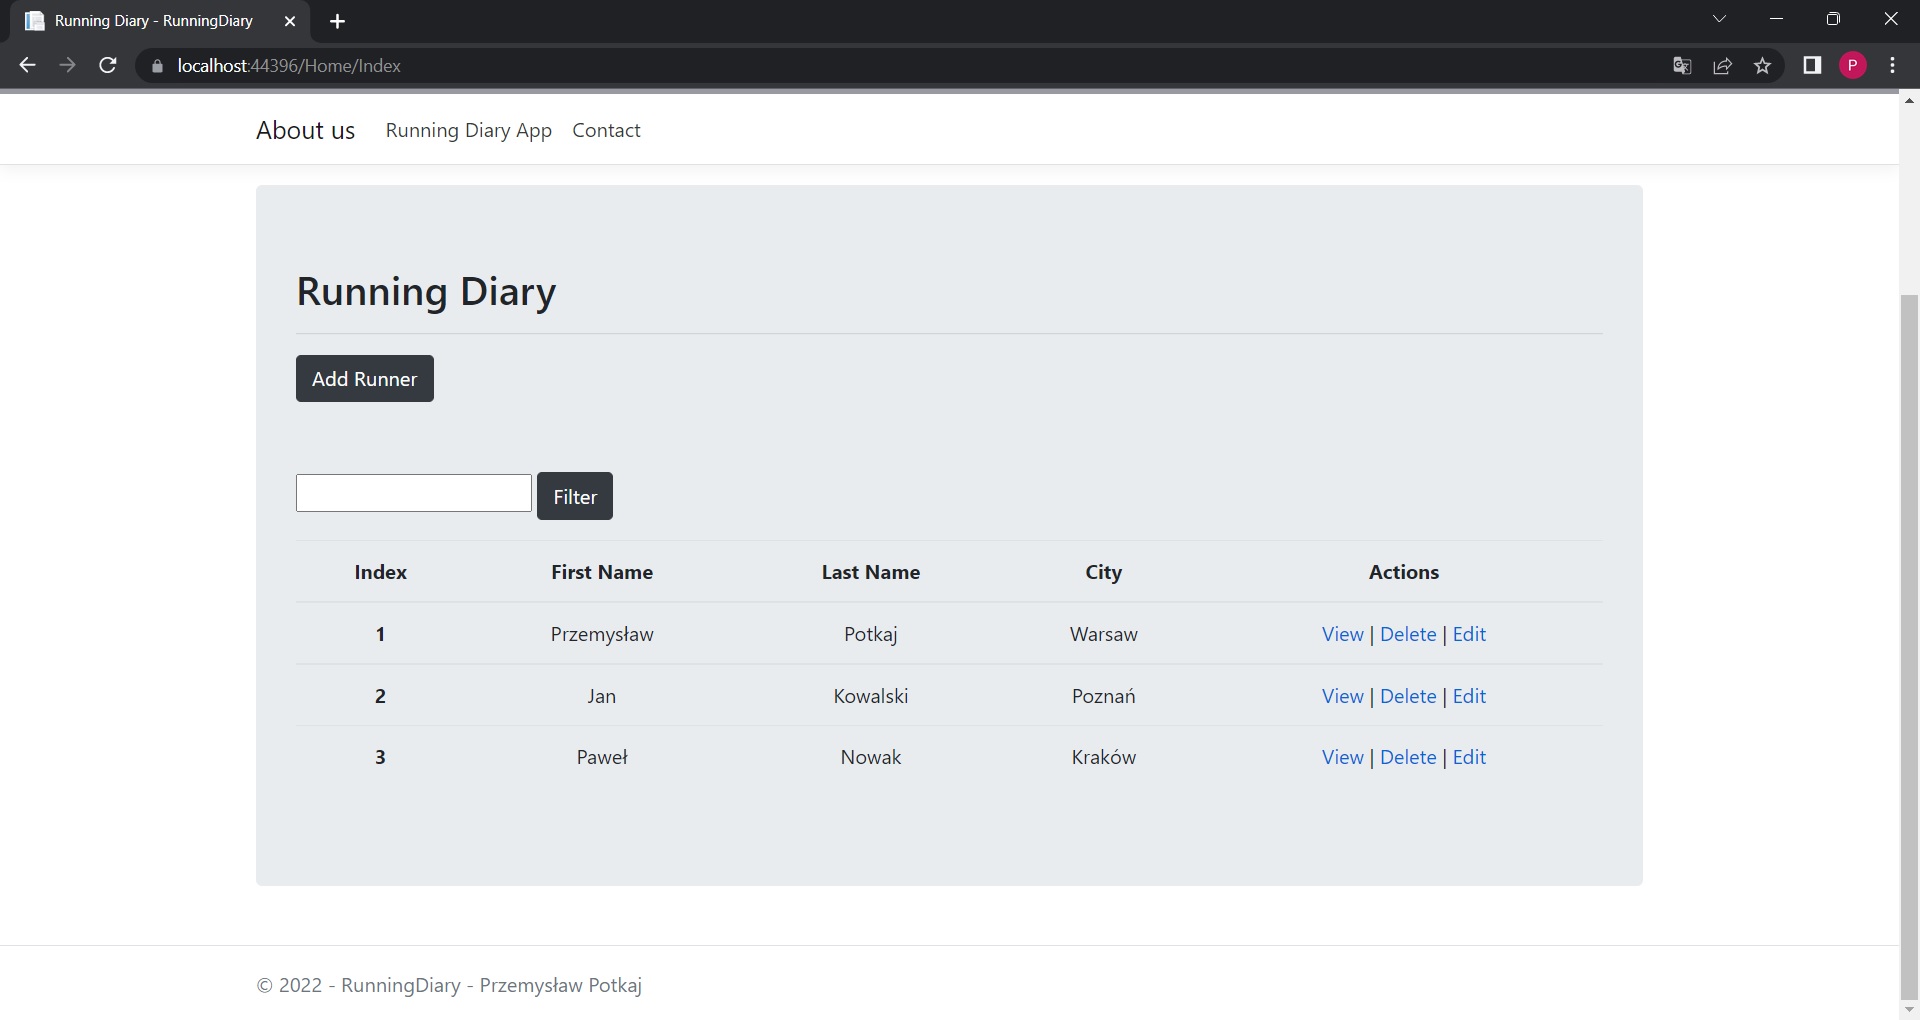 Running Diary - RunningDiary
localhost:44396/Home/Index
P
About us Running Diary App Contact
Running Diary
Add Runner
Filter
Index First Name Last Name City Actions
1 Przemysław Potkaj Warsaw View | Delete | Edit
2 Jan Kowalski Poznań View | Delete | Edit
3 Paweł Nowak Kraków View | Delete | Edit
© 2022 - RunningDiary - Przemysław Potkaj